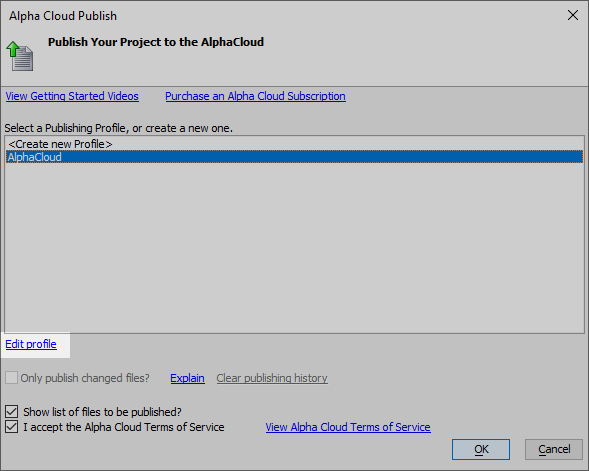 Alpha Cloud Publish
Publish Your Project to the AlphaCloud
View Getting Started Videos Purchase an Alpha Cloud Subscription
Select a Publishing Profile, or create a new one.
<Create new Profile>
AlphaCloud
Edit profile
Only publish changed files? Explain Clear publishing history
Show list of files to be published?
I accept the Alpha Cloud Terms of Service View Alpha Cloud Terms of Service
OK Cancel